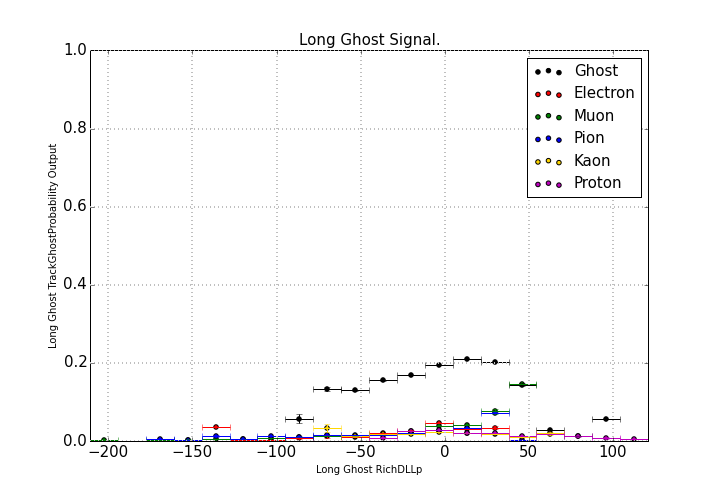 Long Ghost Signal.
1.0
0.8
0.6
0.4
0.2
0.0
Long Ghost TrackGhostProbability Output
Ghost
Electron
Muon
Pion
Kaon
Proton
−200 −150 −100 −50 0 50 100
Long Ghost RichDLLp